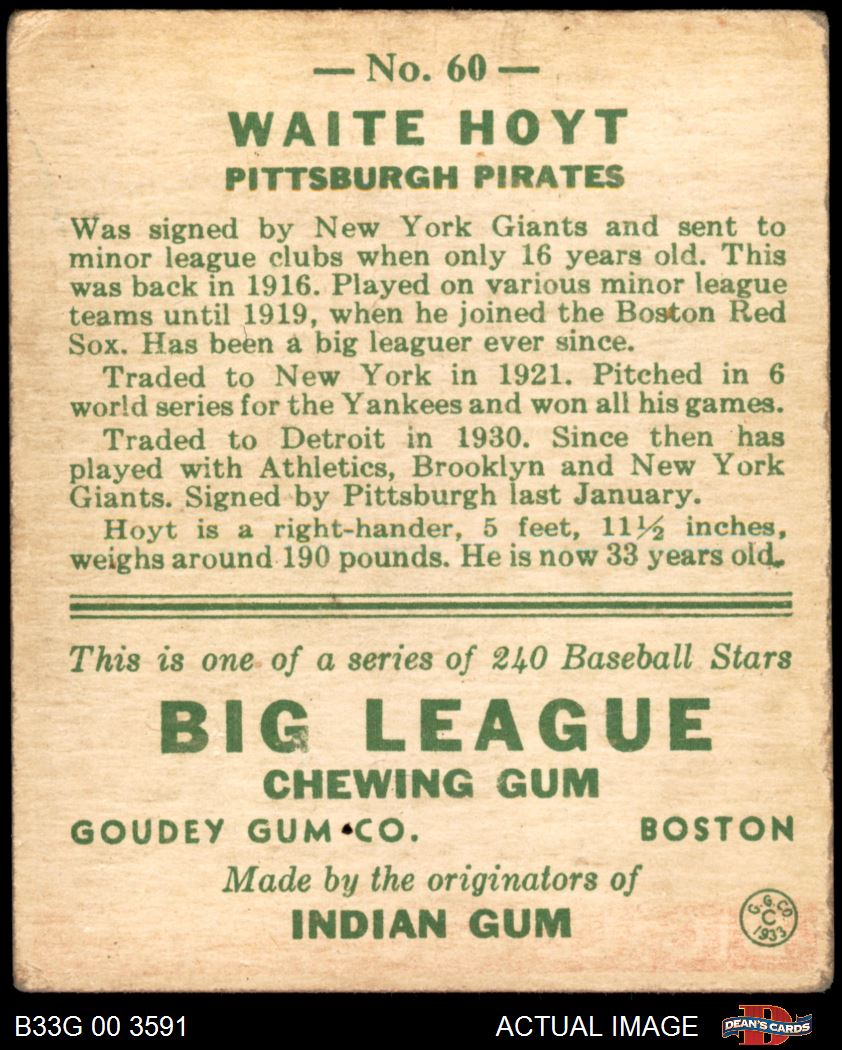 — No. 60 —
WAITE HOYT
PITTSBURGH PIRATES
Was signed by New York Giants and sent to
minor league clubs when only 16 years old. This
was back in 1916. Played on various minor league
teams until 1919, when he joined the Boston Red
Sox. Has been a big leaguer ever since.
Traded to New York in 1921. Pitched in 6
world series for the Yankees and won all his games.
Traded to Detroit in 1930. Since then has
played with Athletics, Brooklyn and New York
Giants. Signed by Pittsburgh last January.
Hoyt is a right-hander, 5 feet, 11½ inches,
weighs around 190 pounds. He is now 33 years old.
This is one of a series of 240 Baseball Stars
BIG LEAGUE
CHEWING GUM
GOUDEY GUM CO. BOSTON
Made by the originators of
INDIAN GUM
G.G.CO.
C
1933
B33G 00 3591 ACTUAL IMAGE D DEAN'S CARDS